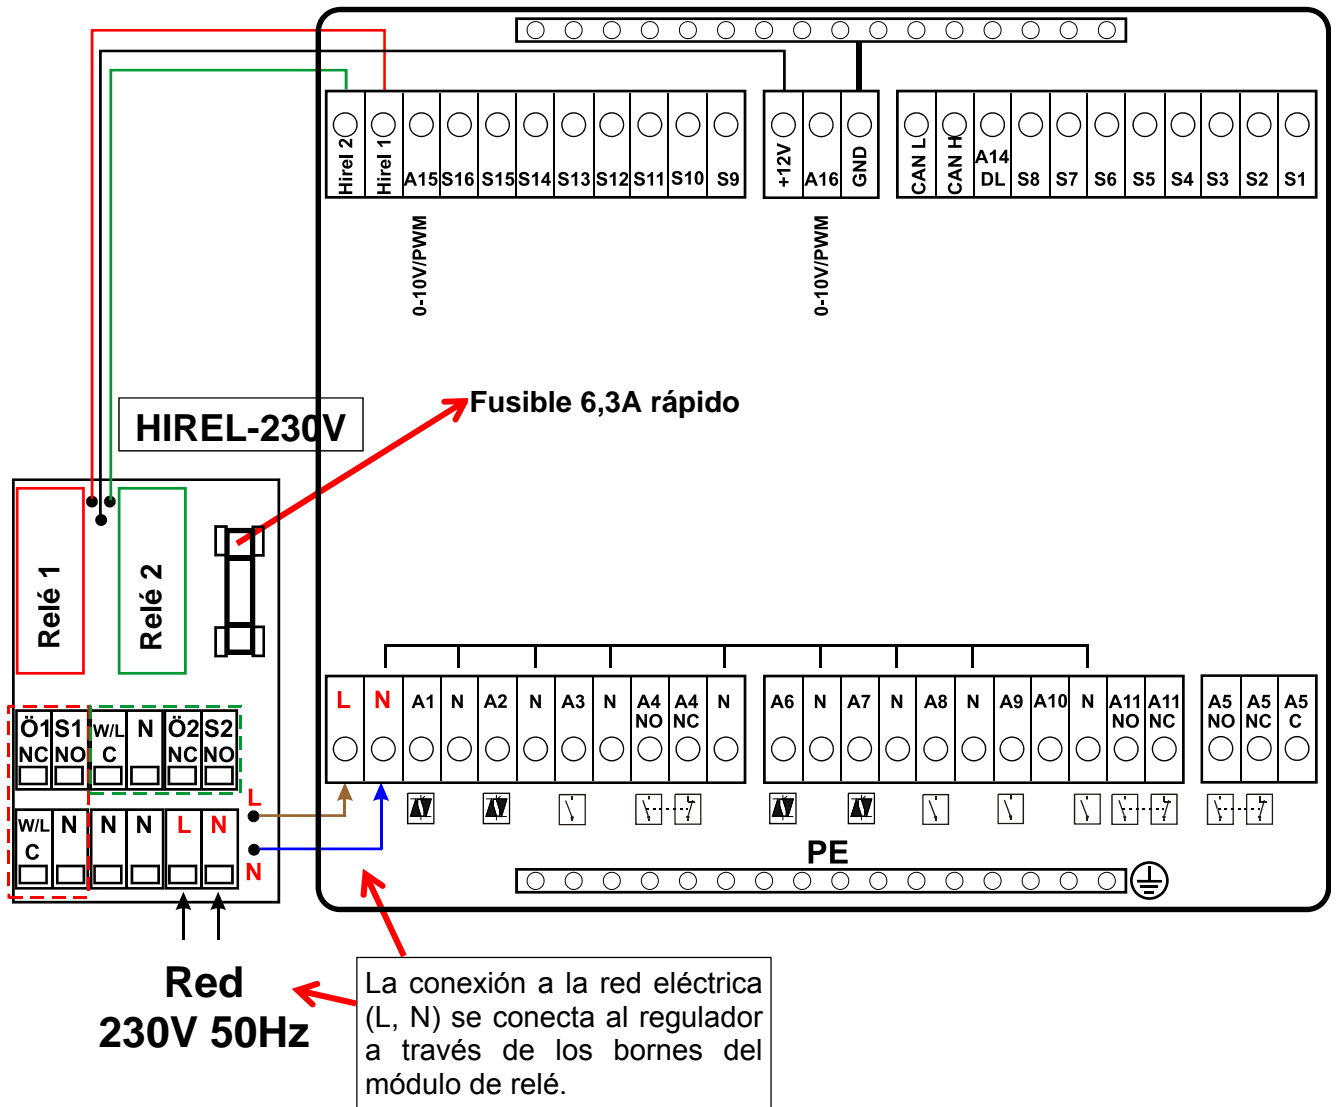 Hirel 2 Hirel 1 A15 S16 S15 S14 S13 S12 S11 S10 S9
+12V A16 GND
CAN L CAN H A14 DL S8 S7 S6 S5 S4 S3 S2 S1
0-10V/PWM
0-10V/PWM
Fusible 6,3A rápido
HIREL-230V
Relé 1
Relé 2
L N A1 N A2 N A3 N A4 NO A4 NC N
A6 N A7 N A8 N A9 A10 N A11 NO A11 NC
A5 NO A5 NC A5 C
Ö1 NC S1 NO W/L C N Ö2 NC S2 NO
W/L C N N N L N
L
N
PE
Red
230V 50Hz
La conexión a la red eléctrica
(L, N) se conecta al regulador
a través de los bornes del
módulo de relé.